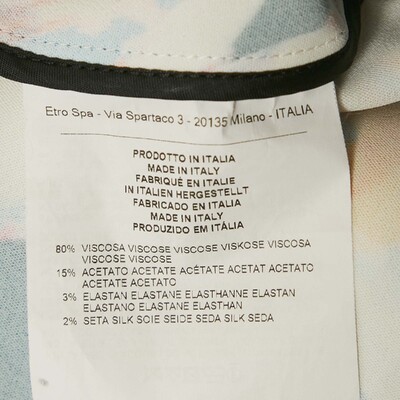 Etro Spa - Via Spartaco 3 - 20135 Milano - ITALIA
PRODOTTO IN ITALIA
MADE IN ITALY
FABRIQUÉ EN ITALIE
IN ITALIEN HERGESTELLT
FABRICADO EN ITALIA
MADE IN ITALY
PRODUZIDO EM ITÁLIA
80% VISCOSA VISCOSE VISCOSE VISKOSE VISCOSA
VISCOSE VISCOSE
15% ACETATO ACETATE ACÉTATE ACETAT ACETATO
ACETATE ACETATO
3% ELASTAN ELASTANE ELASTHANNE ELASTAN
ELASTANO ELASTANE ELASTHAN
2% SETA SILK SOIE SEIDE SEDA SILK SEDA